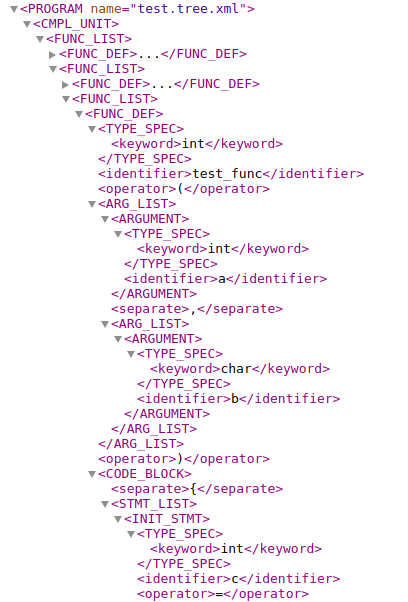 <PROGRAM name="test.tree.xml">
<CMPL_UNIT>
<FUNC_LIST>
<FUNC_DEF>...</FUNC_DEF>
<FUNC_LIST>
<FUNC_DEF>...</FUNC_DEF>
<FUNC_LIST>
<FUNC_DEF>
<TYPE_SPEC>
<keyword>int</keyword>
</TYPE_SPEC>
<identifier>test_func</identifier>
<operator>(</operator>
<ARG_LIST>
<ARGUMENT>
<TYPE_SPEC>
<keyword>int</keyword>
</TYPE_SPEC>
<identifier>a</identifier>
</ARGUMENT>
<separate>,</separate>
<ARG_LIST>
<ARGUMENT>
<TYPE_SPEC>
<keyword>char</keyword>
</TYPE_SPEC>
<identifier>b</identifier>
</ARGUMENT>
</ARG_LIST>
</ARG_LIST>
<operator>)</operator>
<CODE_BLOCK>
<separate>{</separate>
<STMT_LIST>
<INIT_STMT>
<TYPE_SPEC>
<keyword>int</keyword>
</TYPE_SPEC>
<identifier>c</identifier>
<operator>=</operator>